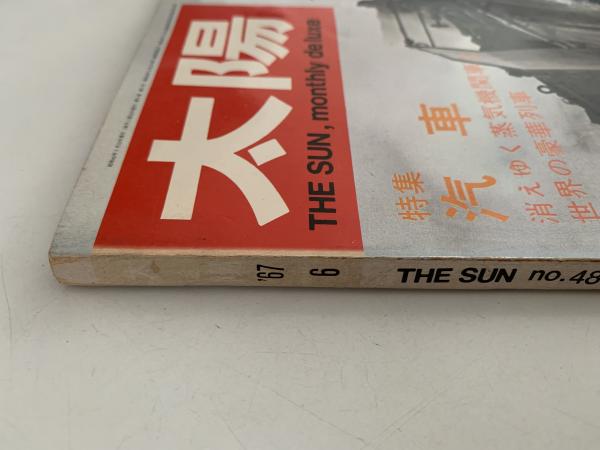 太陽
THE SUN, monthly de luxe
特集
汽車
消えゆく蒸気機関車
世界の豪華列車
'67
6
THE SUN no.48